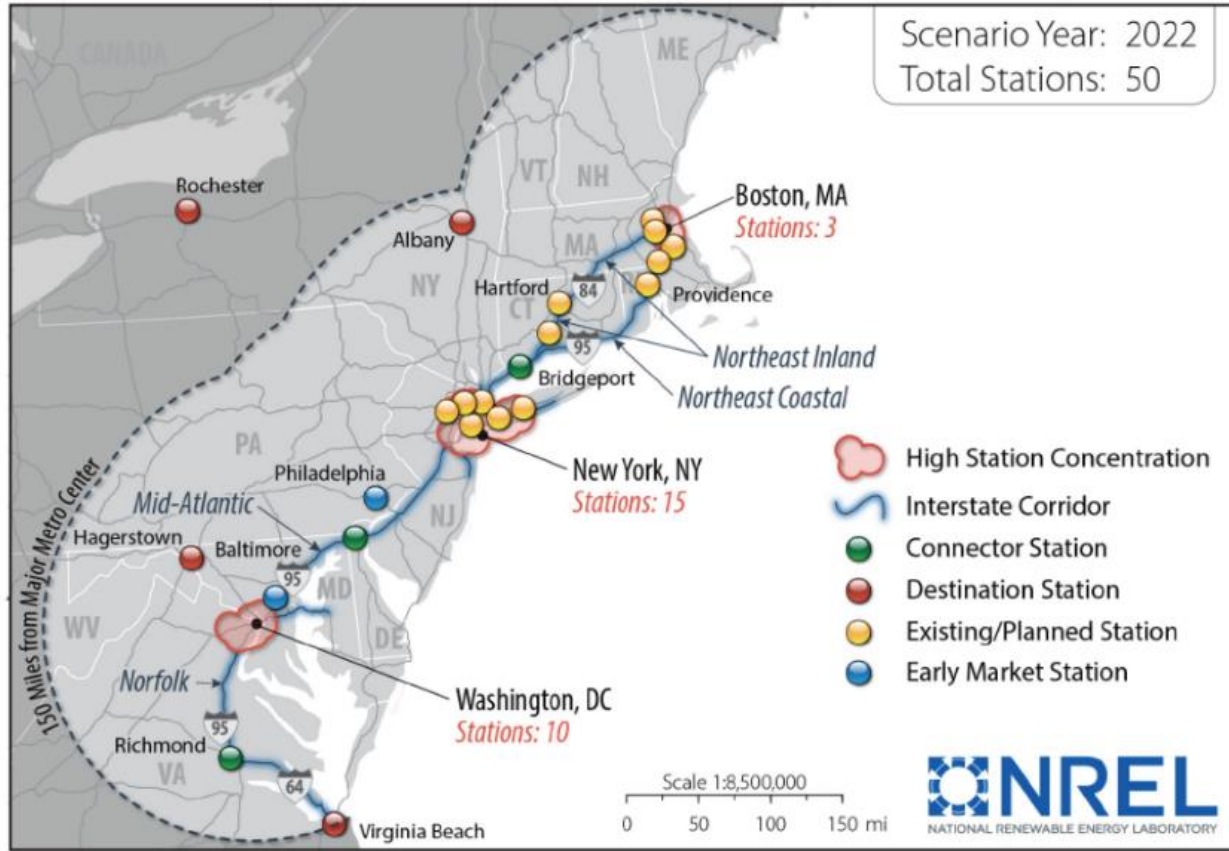 Scenario Year: 2022
Total Stations: 50
CANADA
ME
VT
NH
Rochester
Boston, MA
Stations: 3
Albany
MA
NY
Hartford
84
CT
R
Providence
95
Northeast Inland
Bridgeport
Northeast Coastal
PA
Philadelphia
New York, NY
Stations: 15
Mid-Atlantic
NJ
Hagerstown
Baltimore
95
MD
WV
DE
150 Miles from Major Metro Center
Norfolk
Washington, DC
Stations: 10
95
Richmond
VA
64
Virginia Beach
High Station Concentration
Interstate Corridor
Connector Station
Destination Station
Existing/Planned Station
Early Market Station
Scale 1:8,500,000
0 50 100 150 mi
NREL
NATIONAL RENEWABLE ENERGY LABORATORY